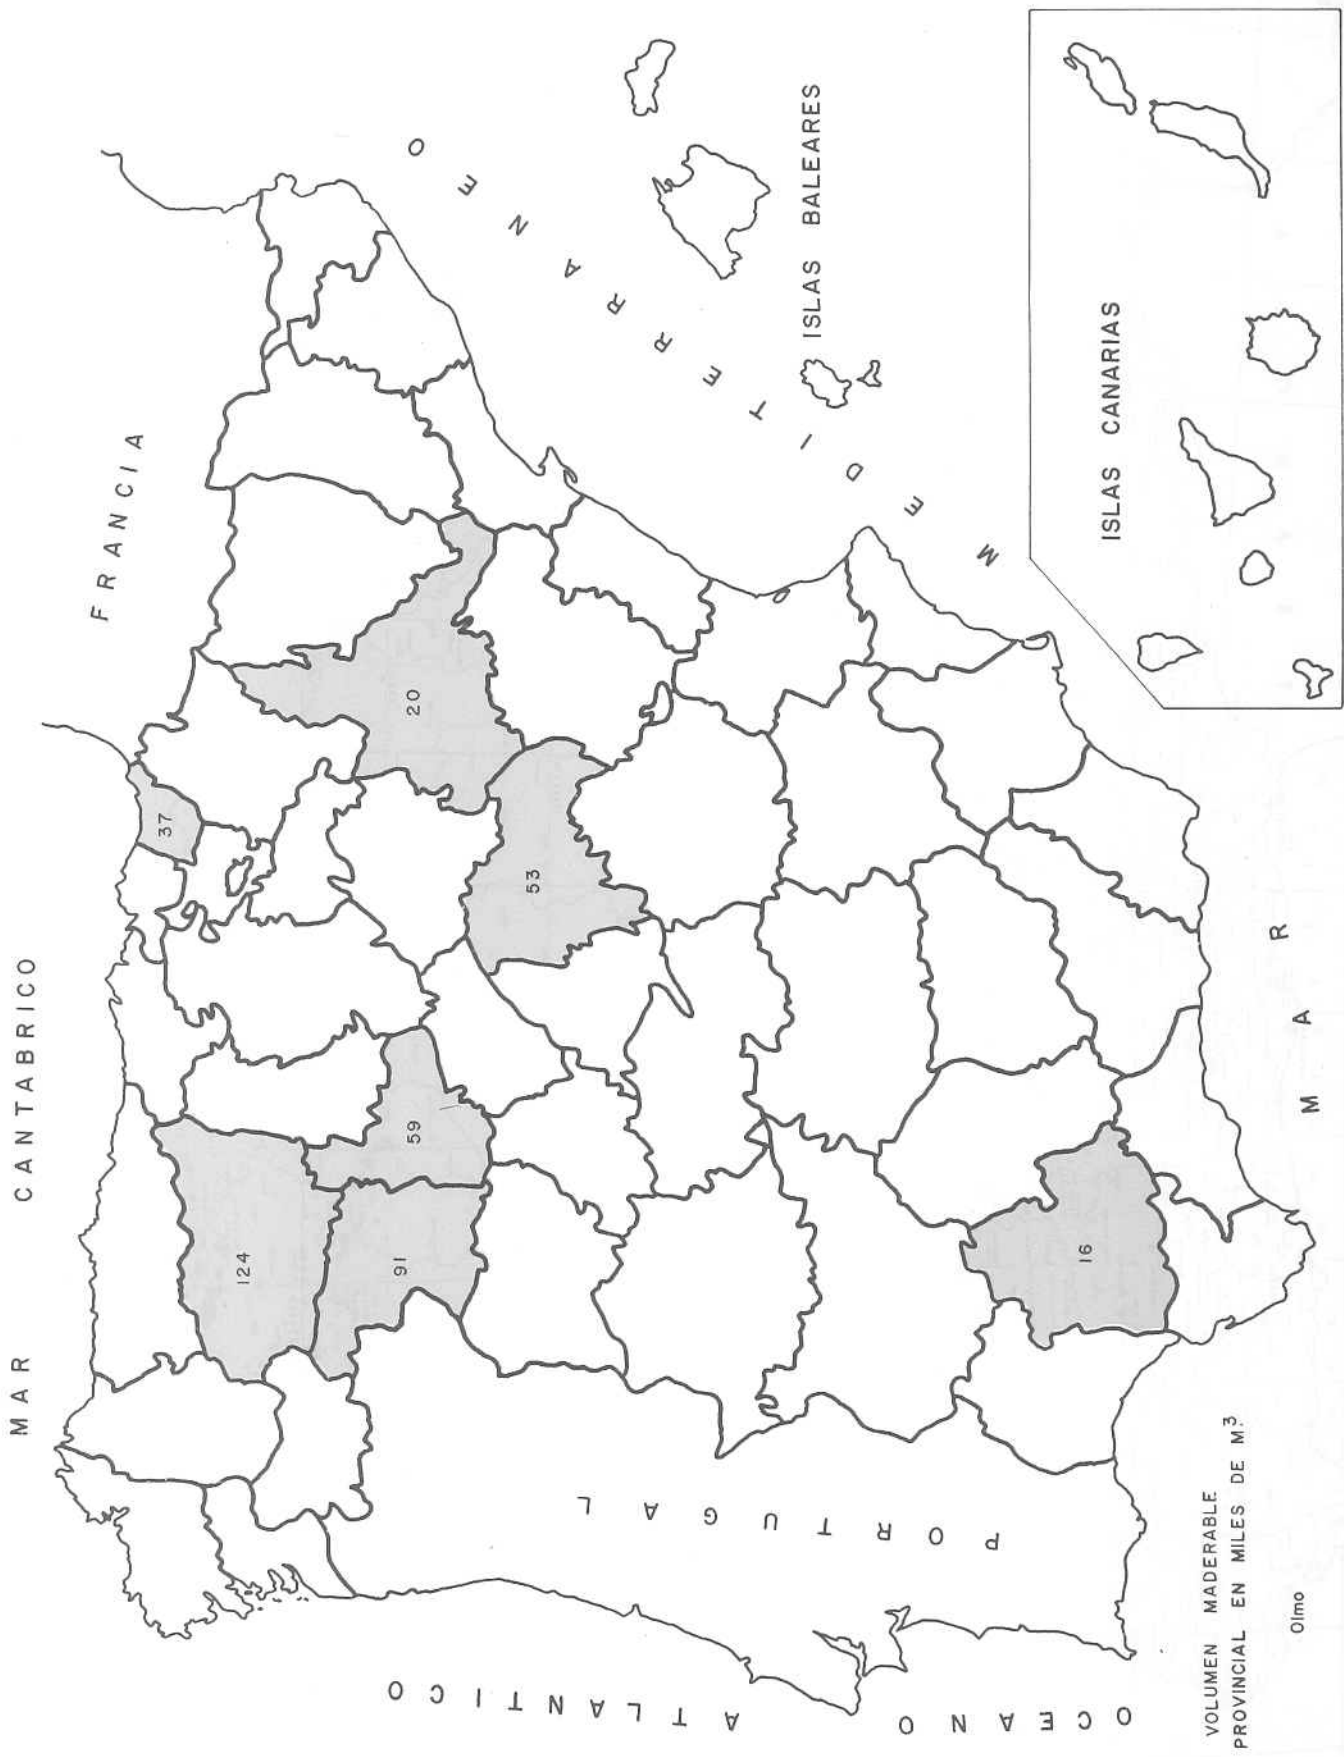 MAR CANTABRICO
FRANCIA
MAR MEDITERRANEO
ISLAS BALEARES
ISLAS CANARIAS
OCEANO ATLANTICO
PORTUGAL
37
124
20
59
91
53
16
VOLUMEN MADERABLE
PROVINCIAL EN MILES DE M.³
Olmo